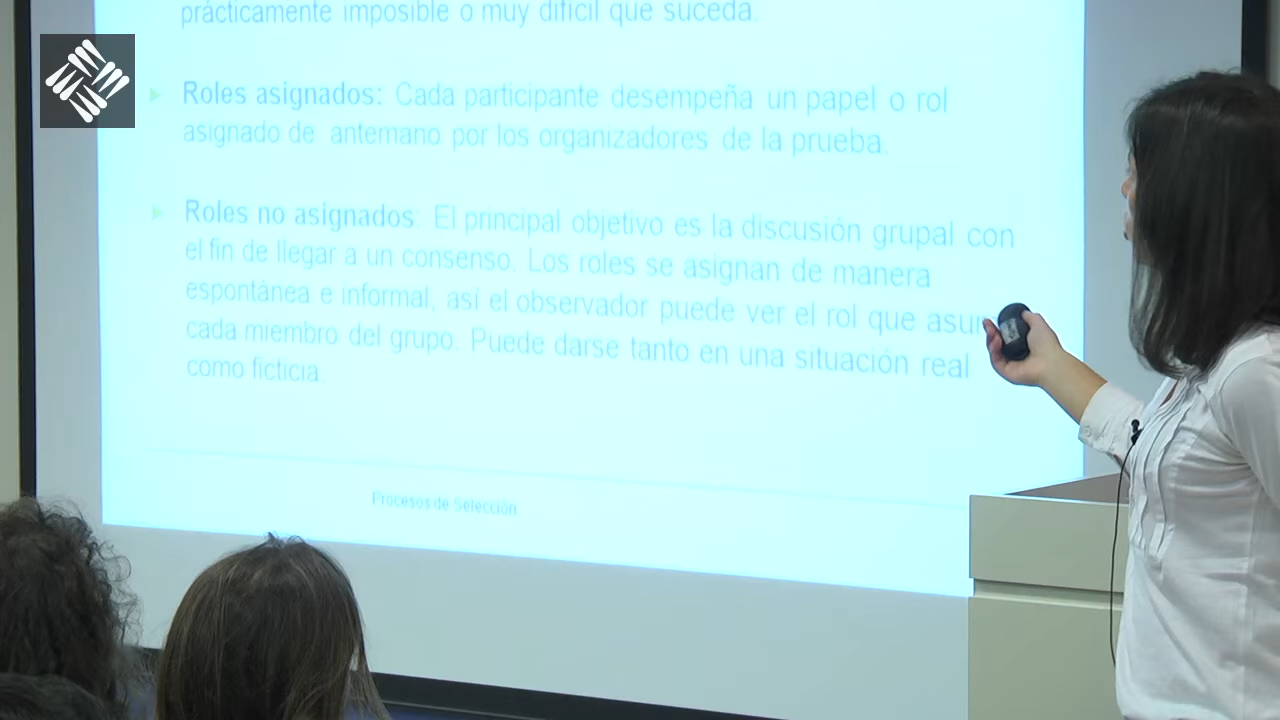 prácticamente imposible o muy difícil que suceda.
Roles asignados: Cada participante desempeña un papel o rol
asignado de antemano por los organizadores de la prueba.
Roles no asignados: El principal objetivo es la discusión grupal con
el fin de llegar a un consenso. Los roles se asignan de manera
espontánea e informal, así el observador puede ver el rol que
cada miembro del grupo. Puede darse tanto en una situación real
como ficticia.
Procesos de Selección